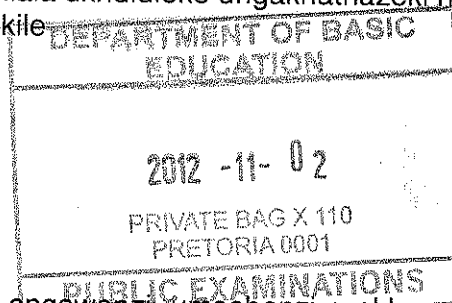 kile
DEPARTMENT OF BASIC
EDUCATION
2012 -11- 02
PRIVATE BAG X 110
PRETORIA 0001
PUBLIC EXAMINATIONS